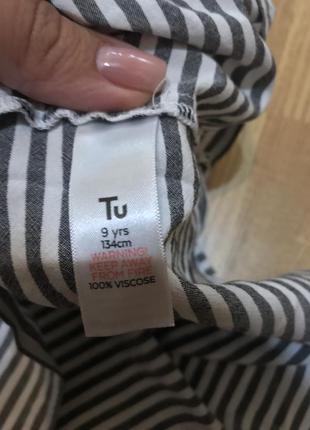 Tu
9 yrs
134cm
WARNING!
KEEP AWAY
FROM FIRE
100% VISCOSE